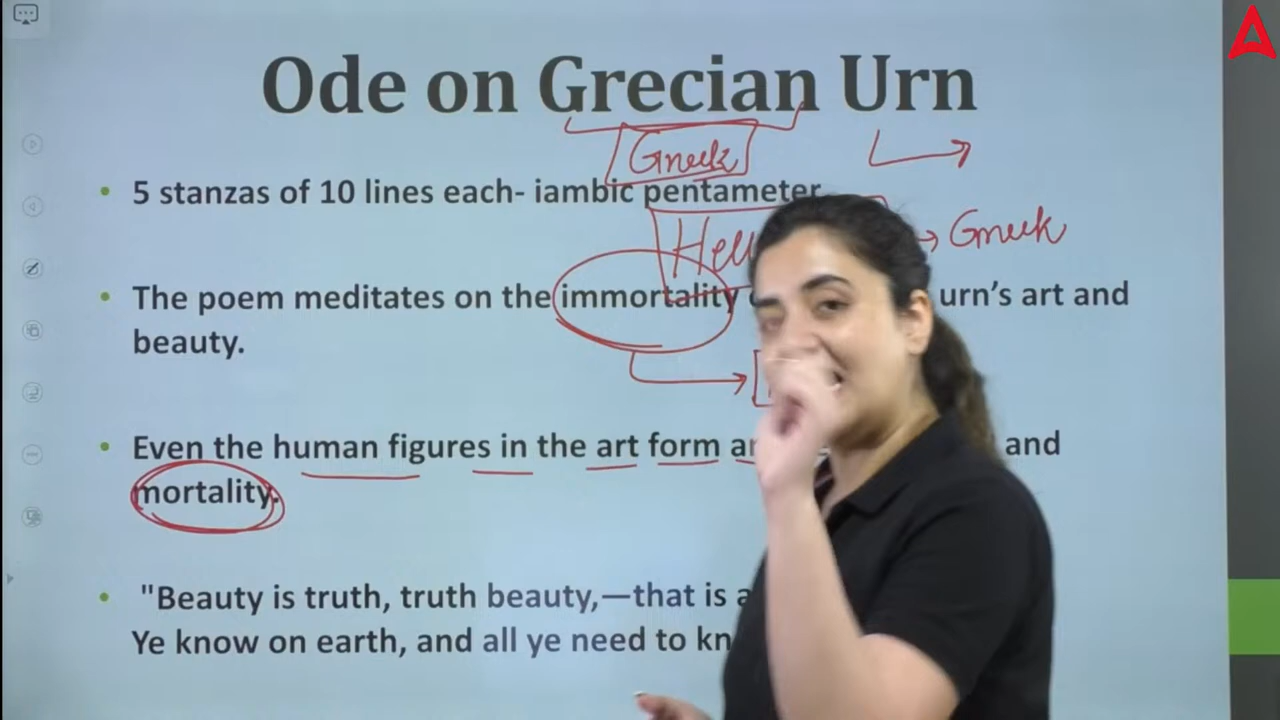 Ode on Grecian Urn
Greek
5 stanzas of 10 lines each- iambic pentameter
Hell → Greek
The poem meditates on the immortality urn's art and
beauty.
Even the human figures in the art form and
mortality.
"Beauty is truth, truth beauty,—that is
Ye know on earth, and all ye need to